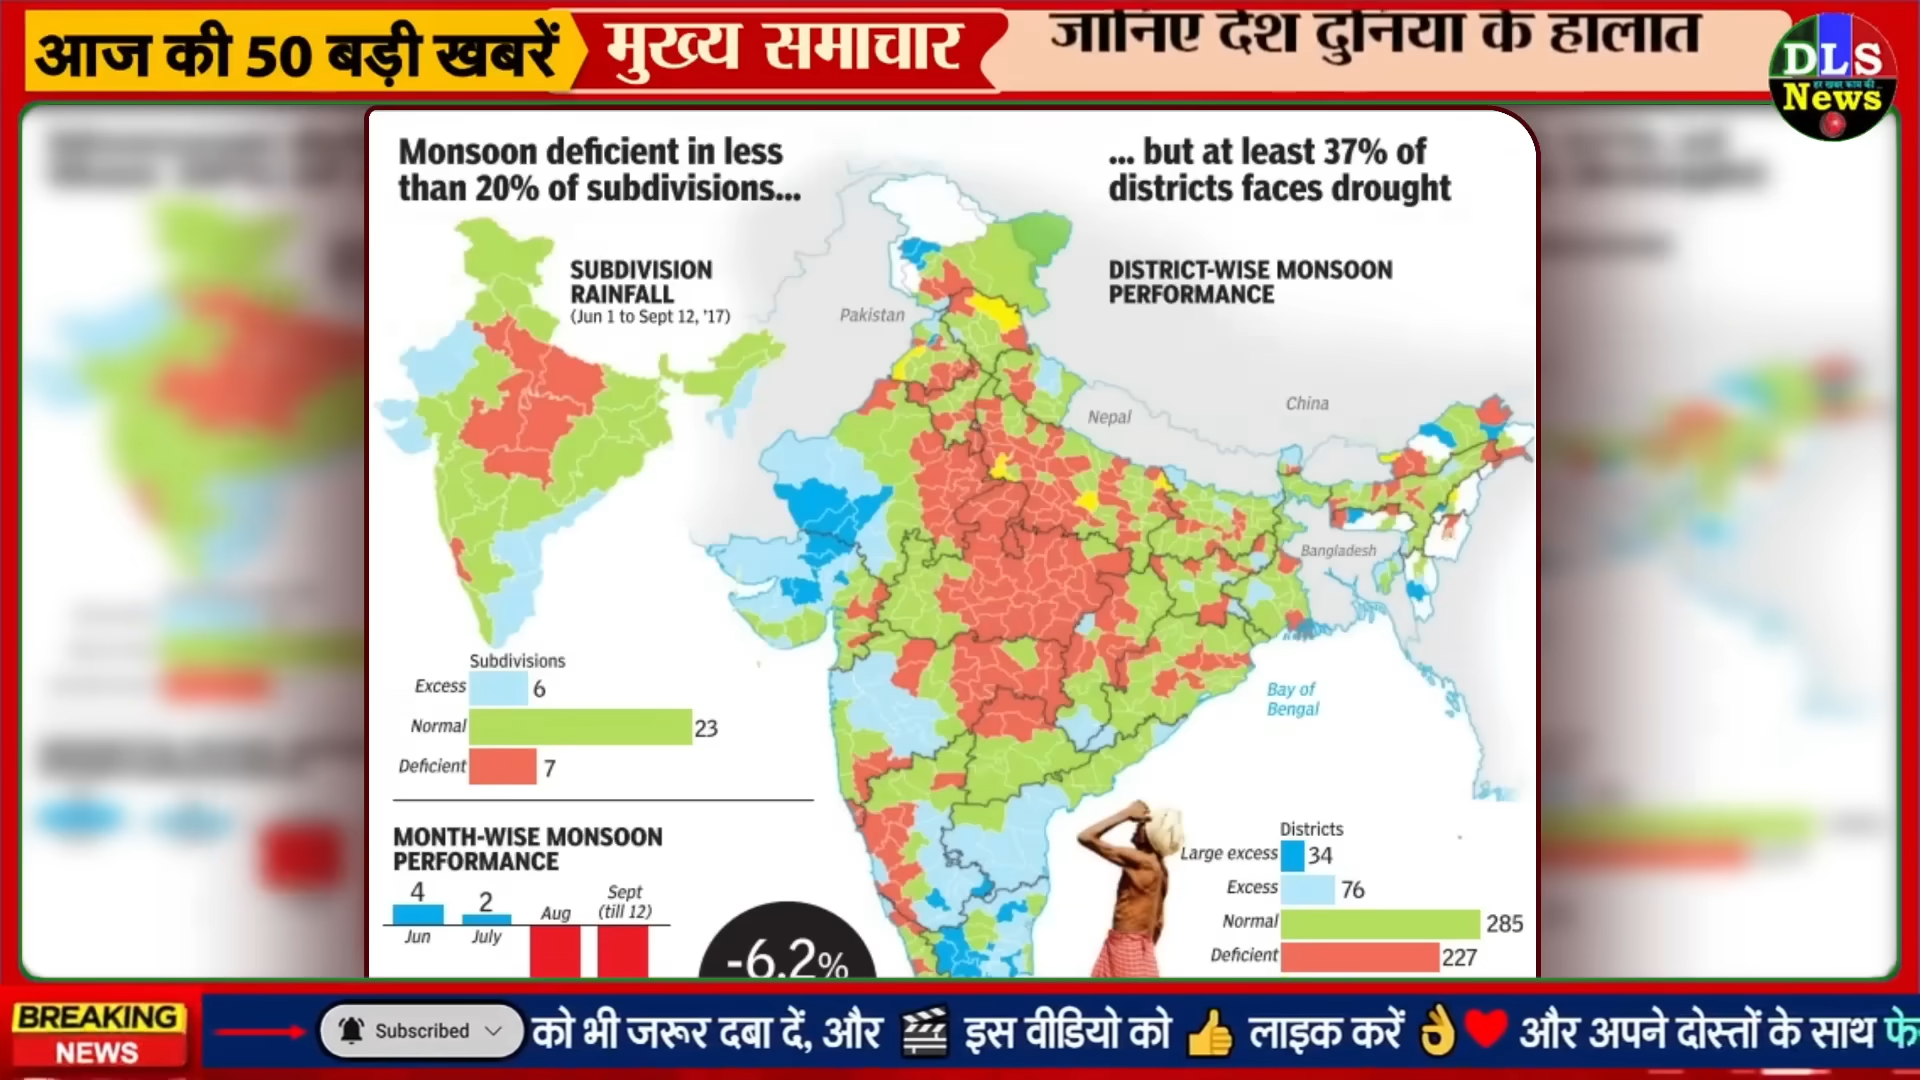 आज की 50 बड़ी खबरें
मुख्य समाचार
जानिए देश दुनिया के हालात
DLS
हर खबर काम की
News
Monsoon deficient in less
than 20% of subdivisions...
... but at least 37% of
districts faces drought
SUBDIVISION
RAINFALL
(Jun 1 to Sept 12, '17)
DISTRICT-WISE MONSOON
PERFORMANCE
Pakistan
Nepal
China
Bangladesh
Bay of
Bengal
Subdivisions
Excess 6
Normal 23
Deficient 7
MONTH-WISE MONSOON
PERFORMANCE
4
Jun
2
July
Aug
Sept
(till 12)
-6.2%
Districts
Large excess 34
Excess 76
Normal 285
Deficient 227
BREAKING
NEWS
Subscribed को भी जरूर दबा दें, और 🎬 इस वीडियो को 👍 लाइक करें 👌❤️ और अपने दोस्तों के साथ फे